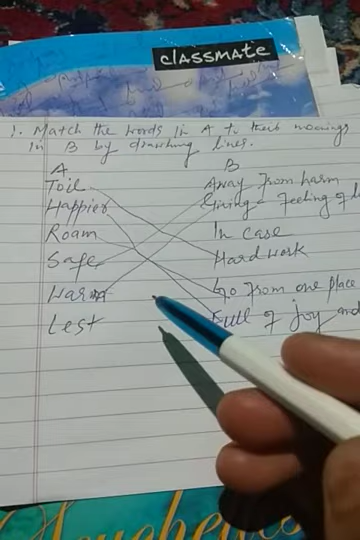 classmate
1. Match the words in A to their meanings
in B by drawing lines.
A B
Toil Away from harm
Happier Giving a feeling of
Roam In case
Safe Hard work
Warm Go from one place
Lest Full of joy and